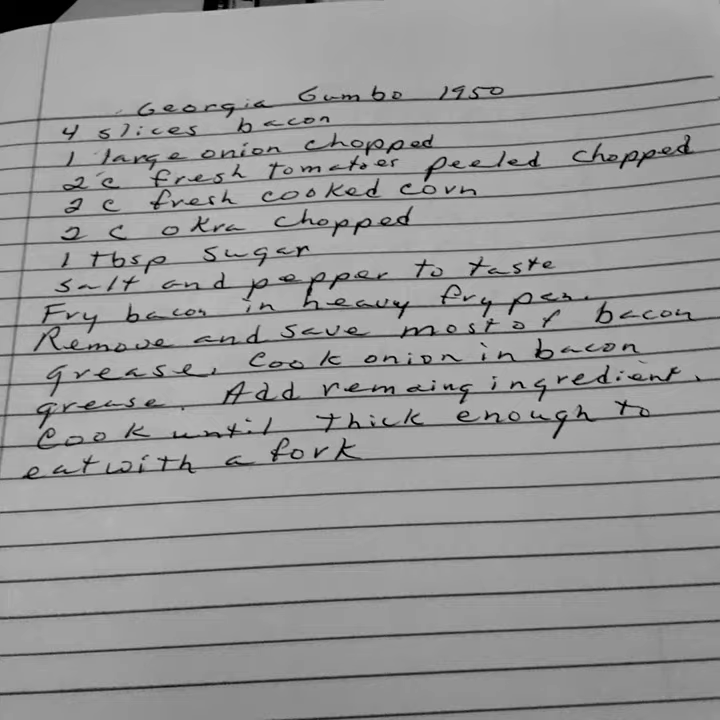 Georgia Gumbo 1950
4 slices bacon
1 large onion chopped
2 c fresh tomatoes peeled chopped
2 c fresh cooked corn
2 c okra chopped
1 tbsp sugar
salt and pepper to taste
Fry bacon in heavy fry pan.
Remove and save most of bacon
grease. Cook onion in bacon
grease. Add remaing ingredient.
Cook until thick enough to
eat with a fork